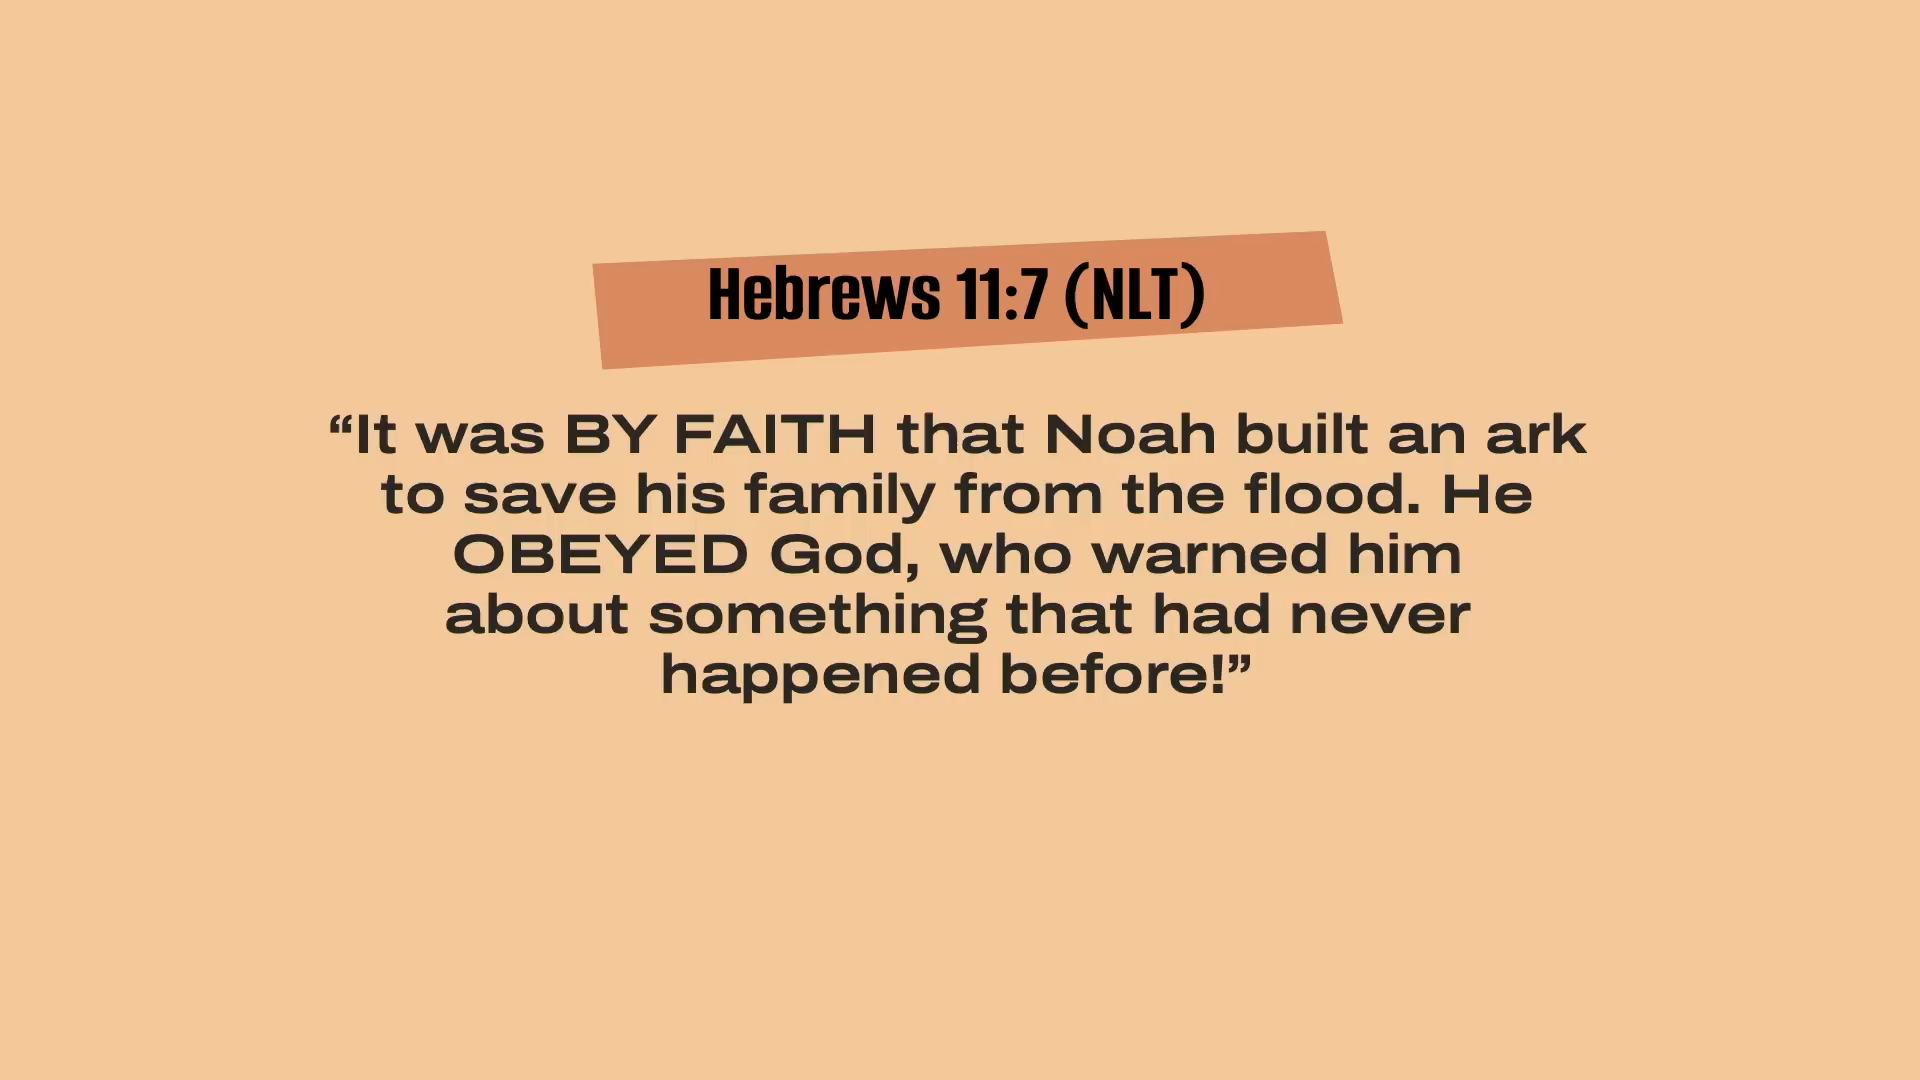 Hebrews 11:7 (NLT)
“It was BY FAITH that Noah built an ark
to save his family from the flood. He
OBEYED God, who warned him
about something that had never
happened before!”